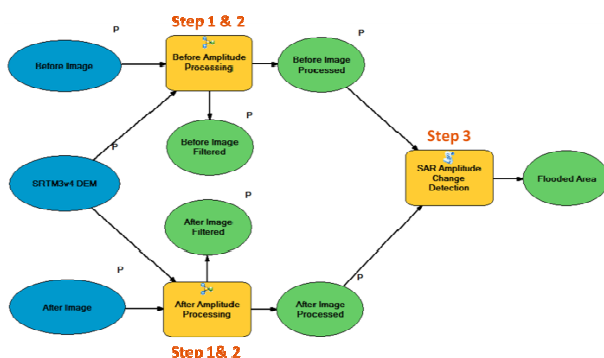 Step 1 & 2
P
Before Image
Before Amplitude
Processing
P
Before Image
Processed
P
Before Image
Filtered
P
Step 3
SAR Amplitude
Change
Detection
Flooded Area
SRTM3v4 DEM
P
After Image
Filtered
P
After Image
After Amplitude
Processing
P
After Image
Processed
Step 1& 2